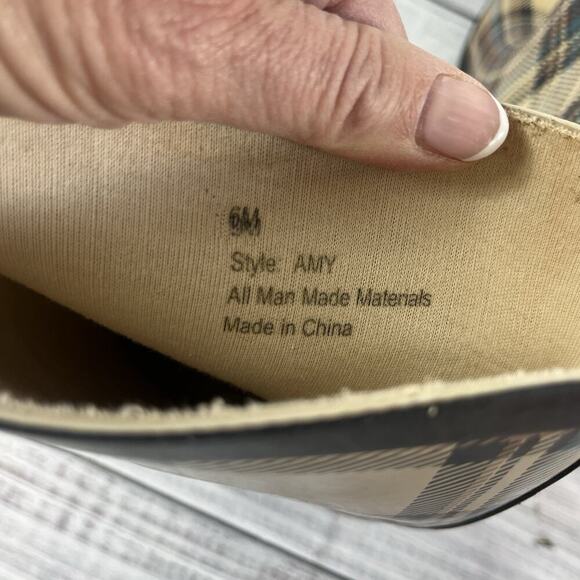 6M
Style: AMY
All Man Made Materials
Made in China